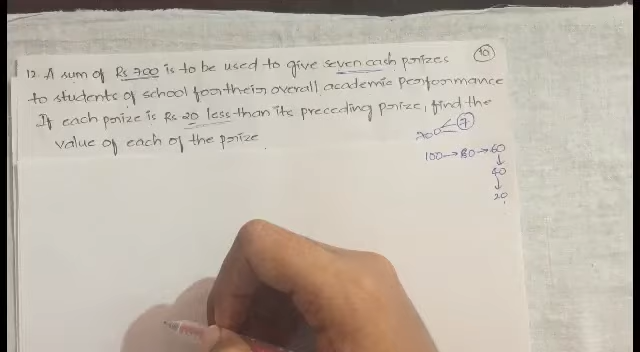 12. A sum of Rs 700 is to be used to give seven cash prizes
to students of school for their overall academic performance
If each prize is Rs 20 less than its preceding prize, find the
value of each of the prize
10
700 7
100→80→60
↓
40
↓
20